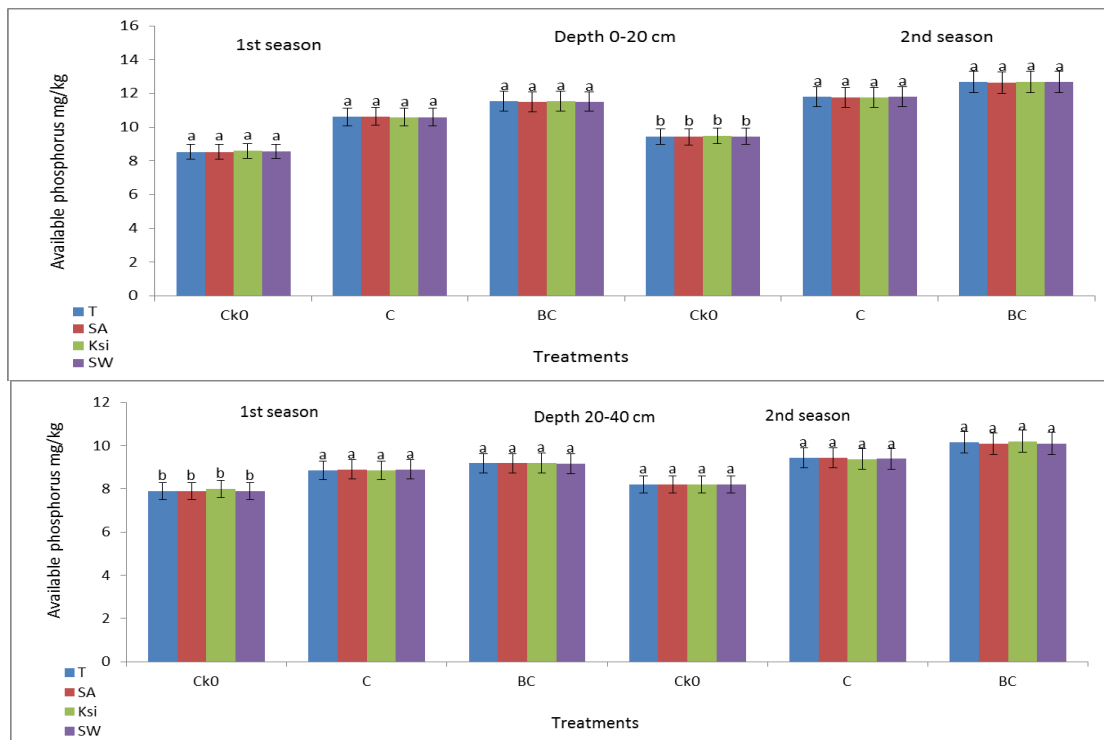 1st season Depth 0-20 cm 2nd season
Available phosphorus mg/kg
16
14
12
10
8
6
4
2
0
a a a a a a a a a a a a b b b b a a a a a a a a
Ck0 C BC Ck0 C BC
T
SA
Ksi
SW
Treatments
1st season Depth 20-40 cm 2nd season
Available phosphorus mg/kg
12
10
8
6
4
2
0
b b b b a a a a a a a a a a a a a a a a a a a a
Ck0 C BC Ck0 C BC
T
SA
Ksi
SW
Treatments